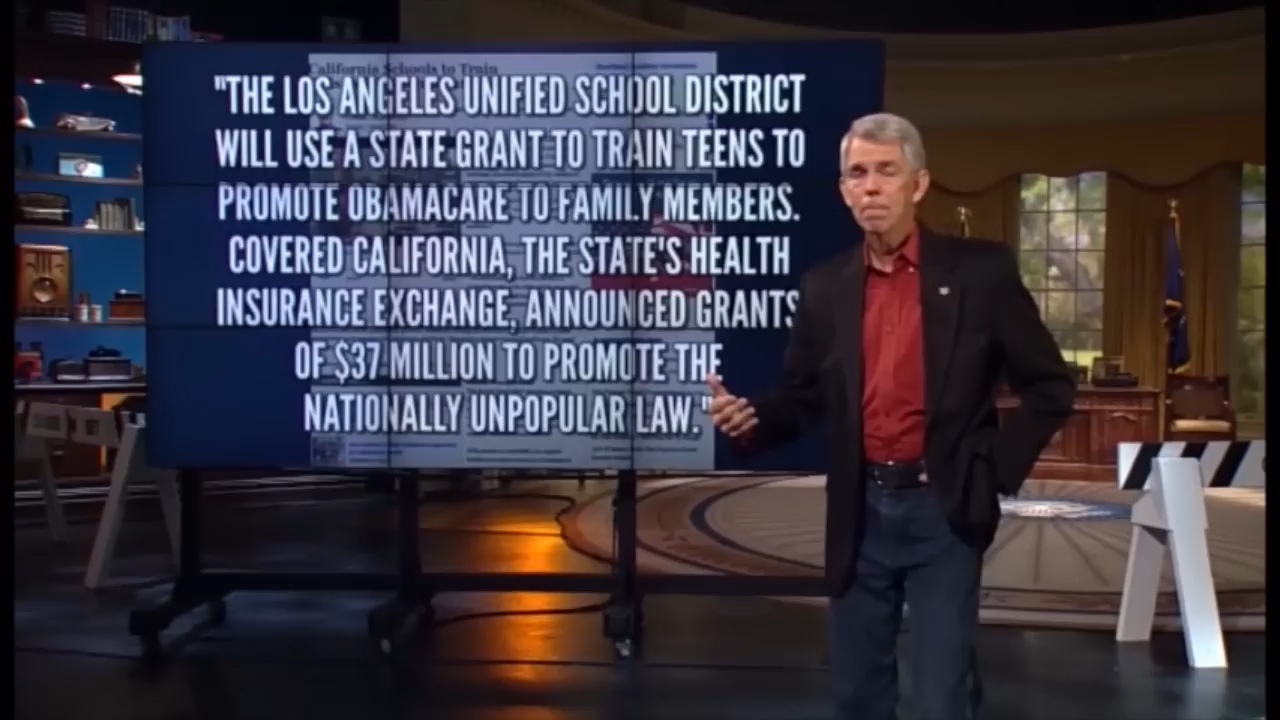 California Schools to Train
"THE LOS ANGELES UNIFIED SCHOOL DISTRICT
WILL USE A STATE GRANT TO TRAIN TEENS TO
PROMOTE OBAMACARE TO FAMILY MEMBERS.
COVERED CALIFORNIA, THE STATE'S HEALTH
INSURANCE EXCHANGE, ANNOUNCED GRANTS
OF $37 MILLION TO PROMOTE THE
NATIONALLY UNPOPULAR LAW."